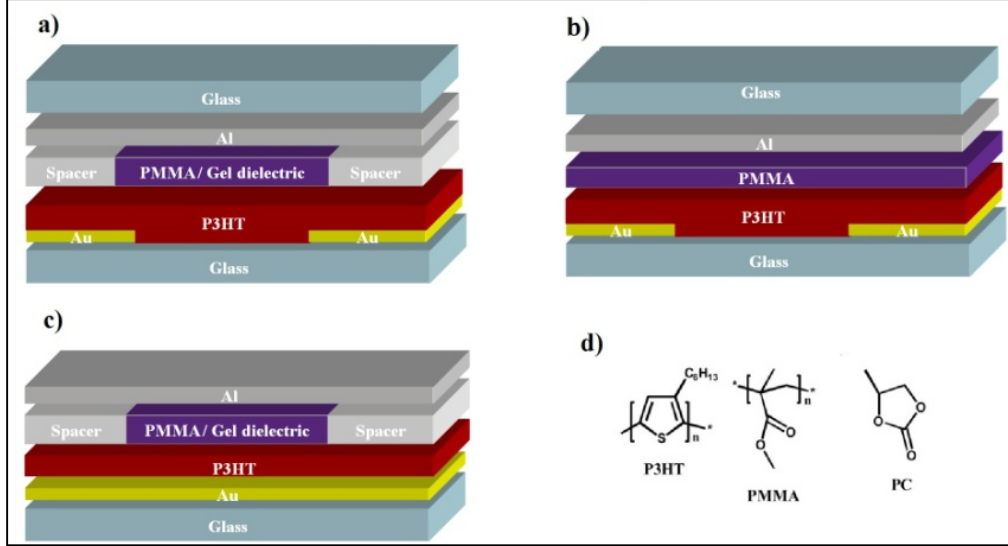 a)
Glass
Al
Spacer PMMA/ Gel dielectric Spacer
P3HT
Au Au
Glass
b)
Glass
Al
PMMA
P3HT
Au Au
Glass
c)
Al
Spacer PMMA/ Gel dielectric Spacer
P3HT
Au
Glass
d)
C₆H₁₃
* [ ]n * * [ ]n *
S O O O
O O
P3HT PMMA PC